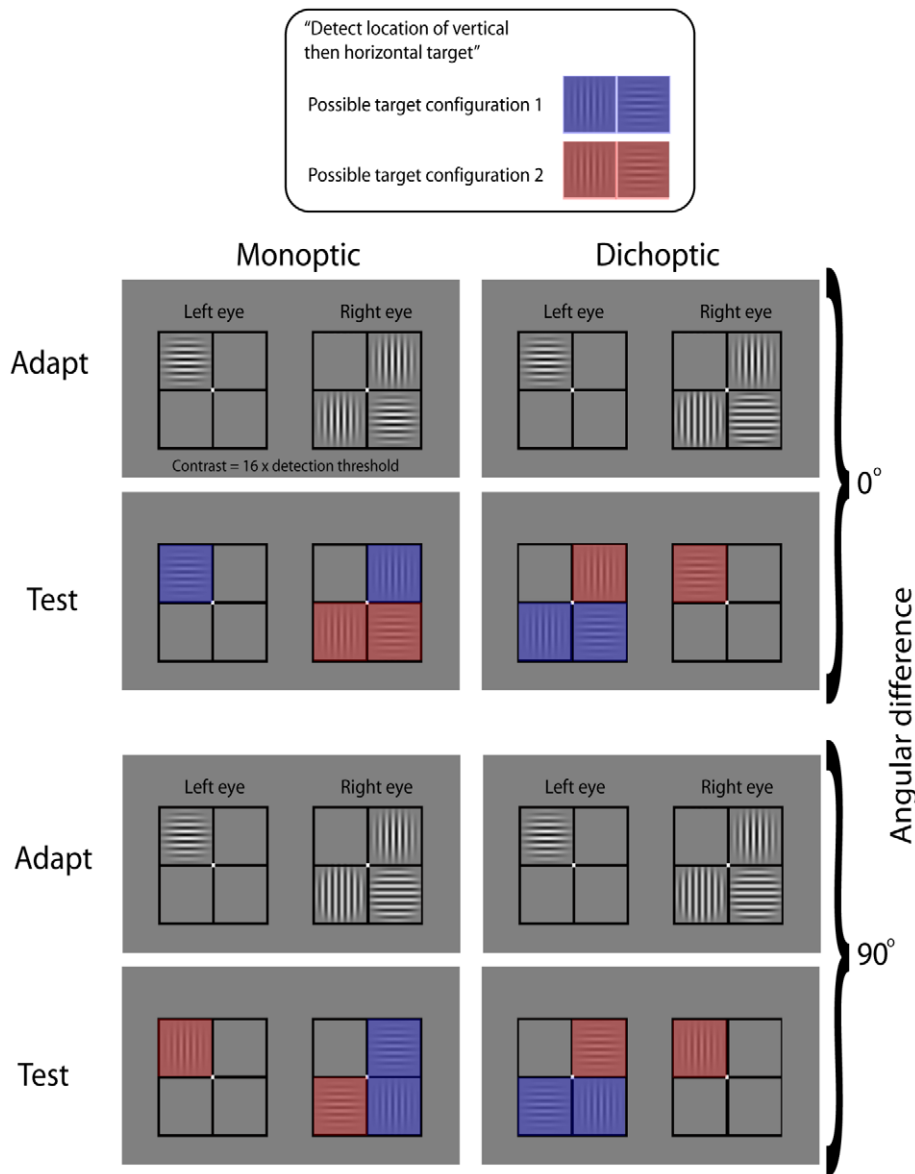 “Detect location of vertical
then horizontal target”
Possible target configuration 1
Possible target configuration 2
Monoptic
Dichoptic
Adapt
Left eye
Right eye
Contrast = 16 x detection threshold
Left eye
Right eye
0°
Test
Angular difference
Adapt
Left eye
Right eye
Left eye
Right eye
90°
Test